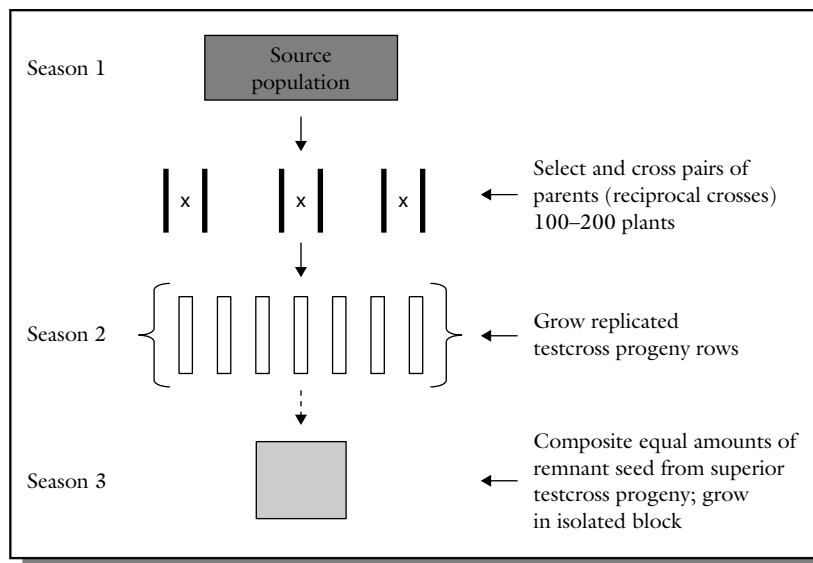 Season 1
Source
population
x
x
x
Select and cross pairs of
parents (reciprocal crosses)
100–200 plants
Season 2
Grow replicated
testcross progeny rows
Season 3
Composite equal amounts of
remnant seed from superior
testcross progeny; grow
in isolated block